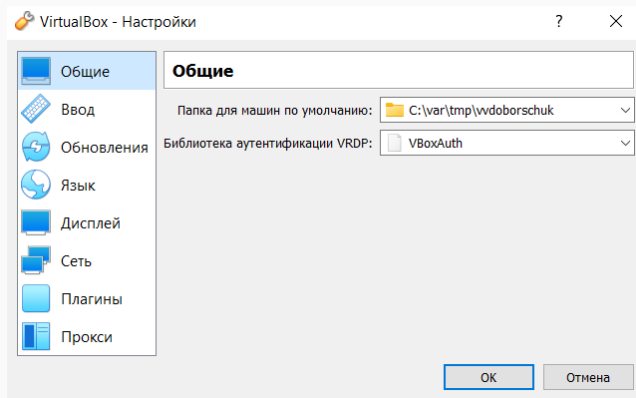 VirtualBox - Настройки
?
Общие
Ввод
Обновления
Язык
Дисплей
Сеть
Плагины
Прокси
Общие
Папка для машин по умолчанию: C:\var\tmp\vvdoborschuk
Библиотека аутентификации VRDP: VBoxAuth
OK
Отмена